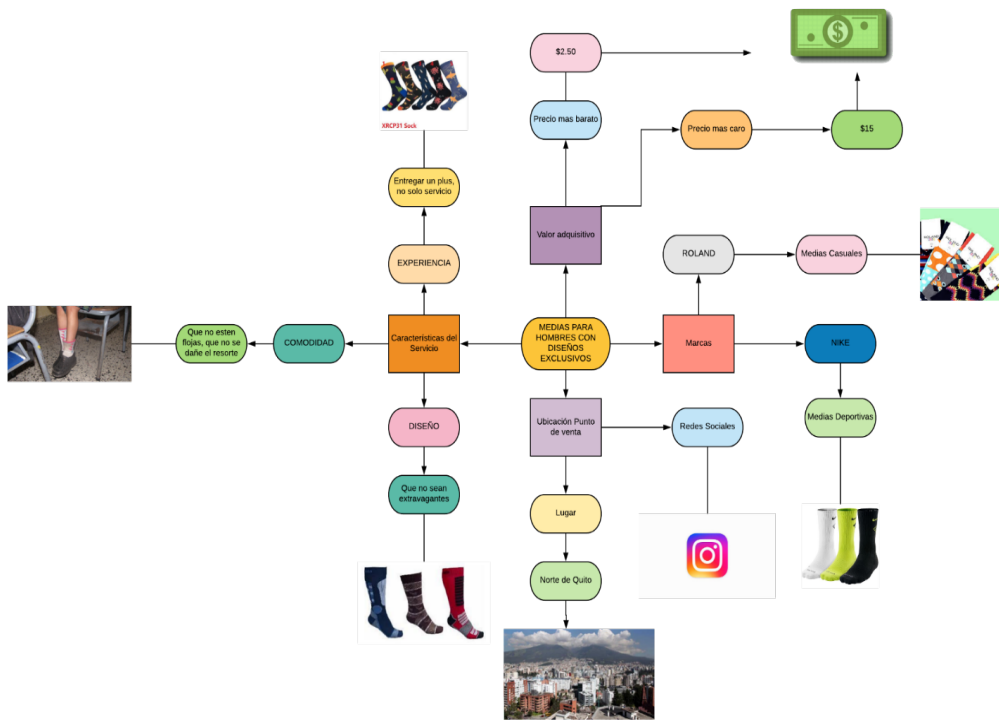 $2.50
$
XRCP31 Sock
Precio mas barato
Precio mas caro
$15
Entregar un plus,
no solo servicio
Valor adquisitivo
EXPERIENCIA
ROLAND
Medias Casuales
Que no esten
flojas, que no se
dañe el resorte
COMODIDAD
Características del
Servicio
MEDIAS PARA
HOMBRES CON
DISEÑOS
EXCLUSIVOS
Marcas
NIKE
DISEÑO
Ubicación Punto
de venta
Redes Sociales
Medias Deportivas
Que no sean
extravagantes
Lugar
Norte de Quito